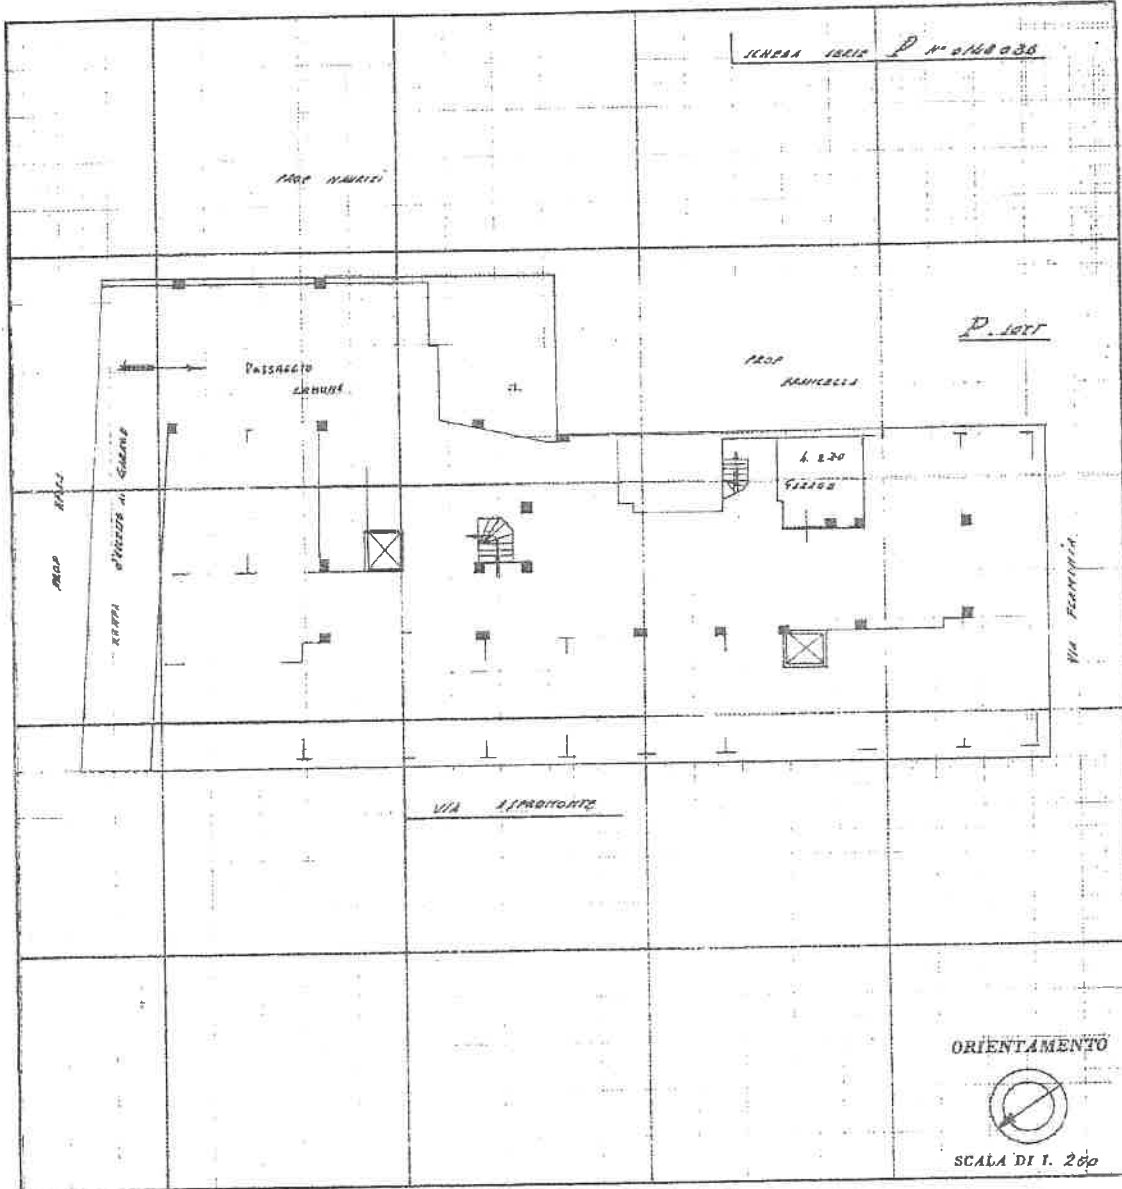 SCHEDA SERIE P N° 0148036
PROP MAURIZI
P. SOTT
PASSAGGIO
COMUNE
PROP
H. 2.20
GARAGE
PROP
RAMPA D'ACCESSO AI GARAGE
VIA FLAMINIA
VIA ASPROMONTE
ORIENTAMENTO
SCALA DI 1. 200